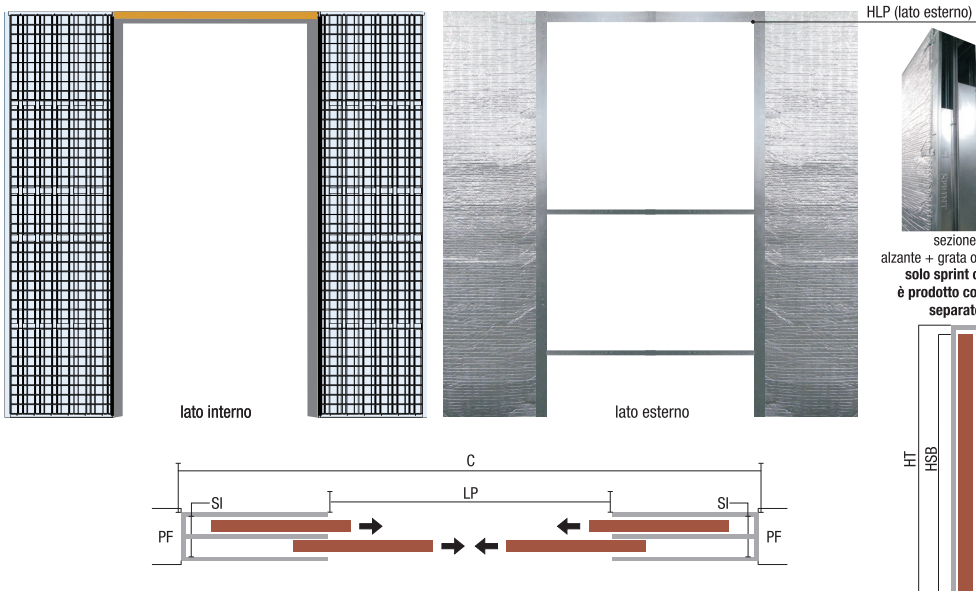 HLP (lato esterno)
lato interno
lato esterno
SPRINT
sezione
alzante + grata o
solo sprint
è prodotto
separat
HT
HSB
C
LP
SI
SI
PF
PF